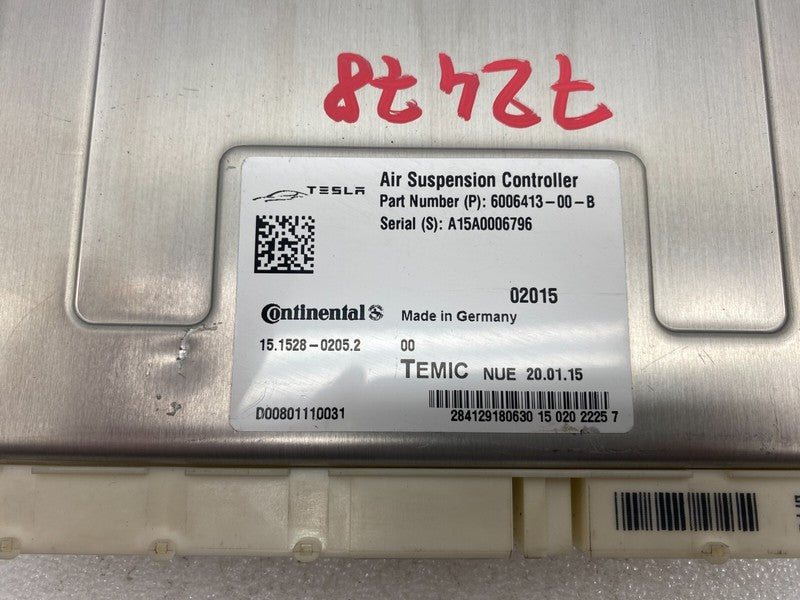 72478
TESLA
Air Suspension Controller
Part Number (P): 6006413-00-B
Serial (S): A15A0006796
02015
Continental
Made in Germany
15.1528-0205.2
00
TEMIC NUE 20.01.15
D00801110031
284129180630 15 020 2225 7